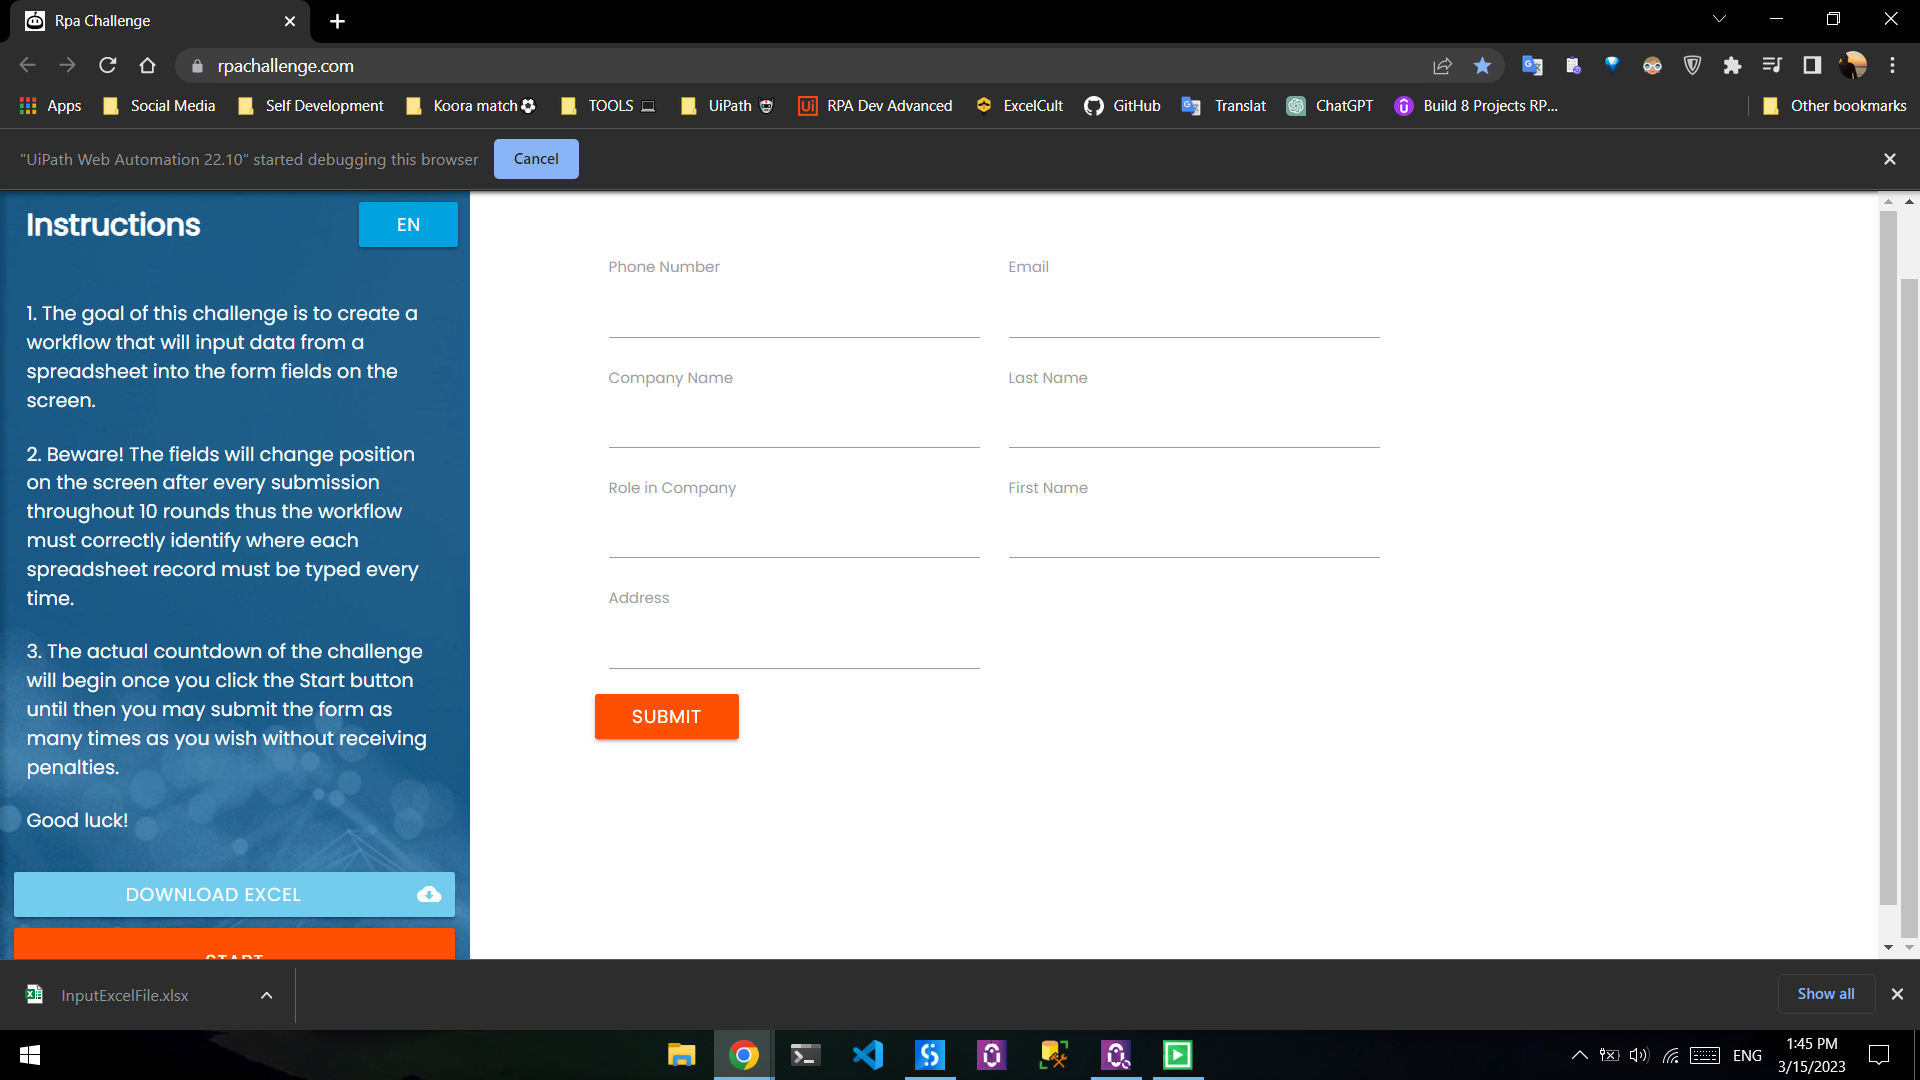 Rpa Challenge
rpachallenge.com
Apps Social Media Self Development Koora match TOOLS UiPath RPA Dev Advanced ExcelCult GitHub Translat ChatGPT Build 8 Projects RP... Other bookmarks
"UiPath Web Automation 22.10" started debugging this browser Cancel
Instructions
EN
1. The goal of this challenge is to create a
workflow that will input data from a
spreadsheet into the form fields on the
screen.
2. Beware! The fields will change position
on the screen after every submission
throughout 10 rounds thus the workflow
must correctly identify where each
spreadsheet record must be typed every
time.
3. The actual countdown of the challenge
will begin once you click the Start button
until then you may submit the form as
many times as you wish without receiving
penalties.
Good luck!
DOWNLOAD EXCEL
START
Phone Number
Email
Company Name
Last Name
Role in Company
First Name
Address
SUBMIT
InputExcelFile.xlsx
Show all
ENG
1:45 PM
3/15/2023